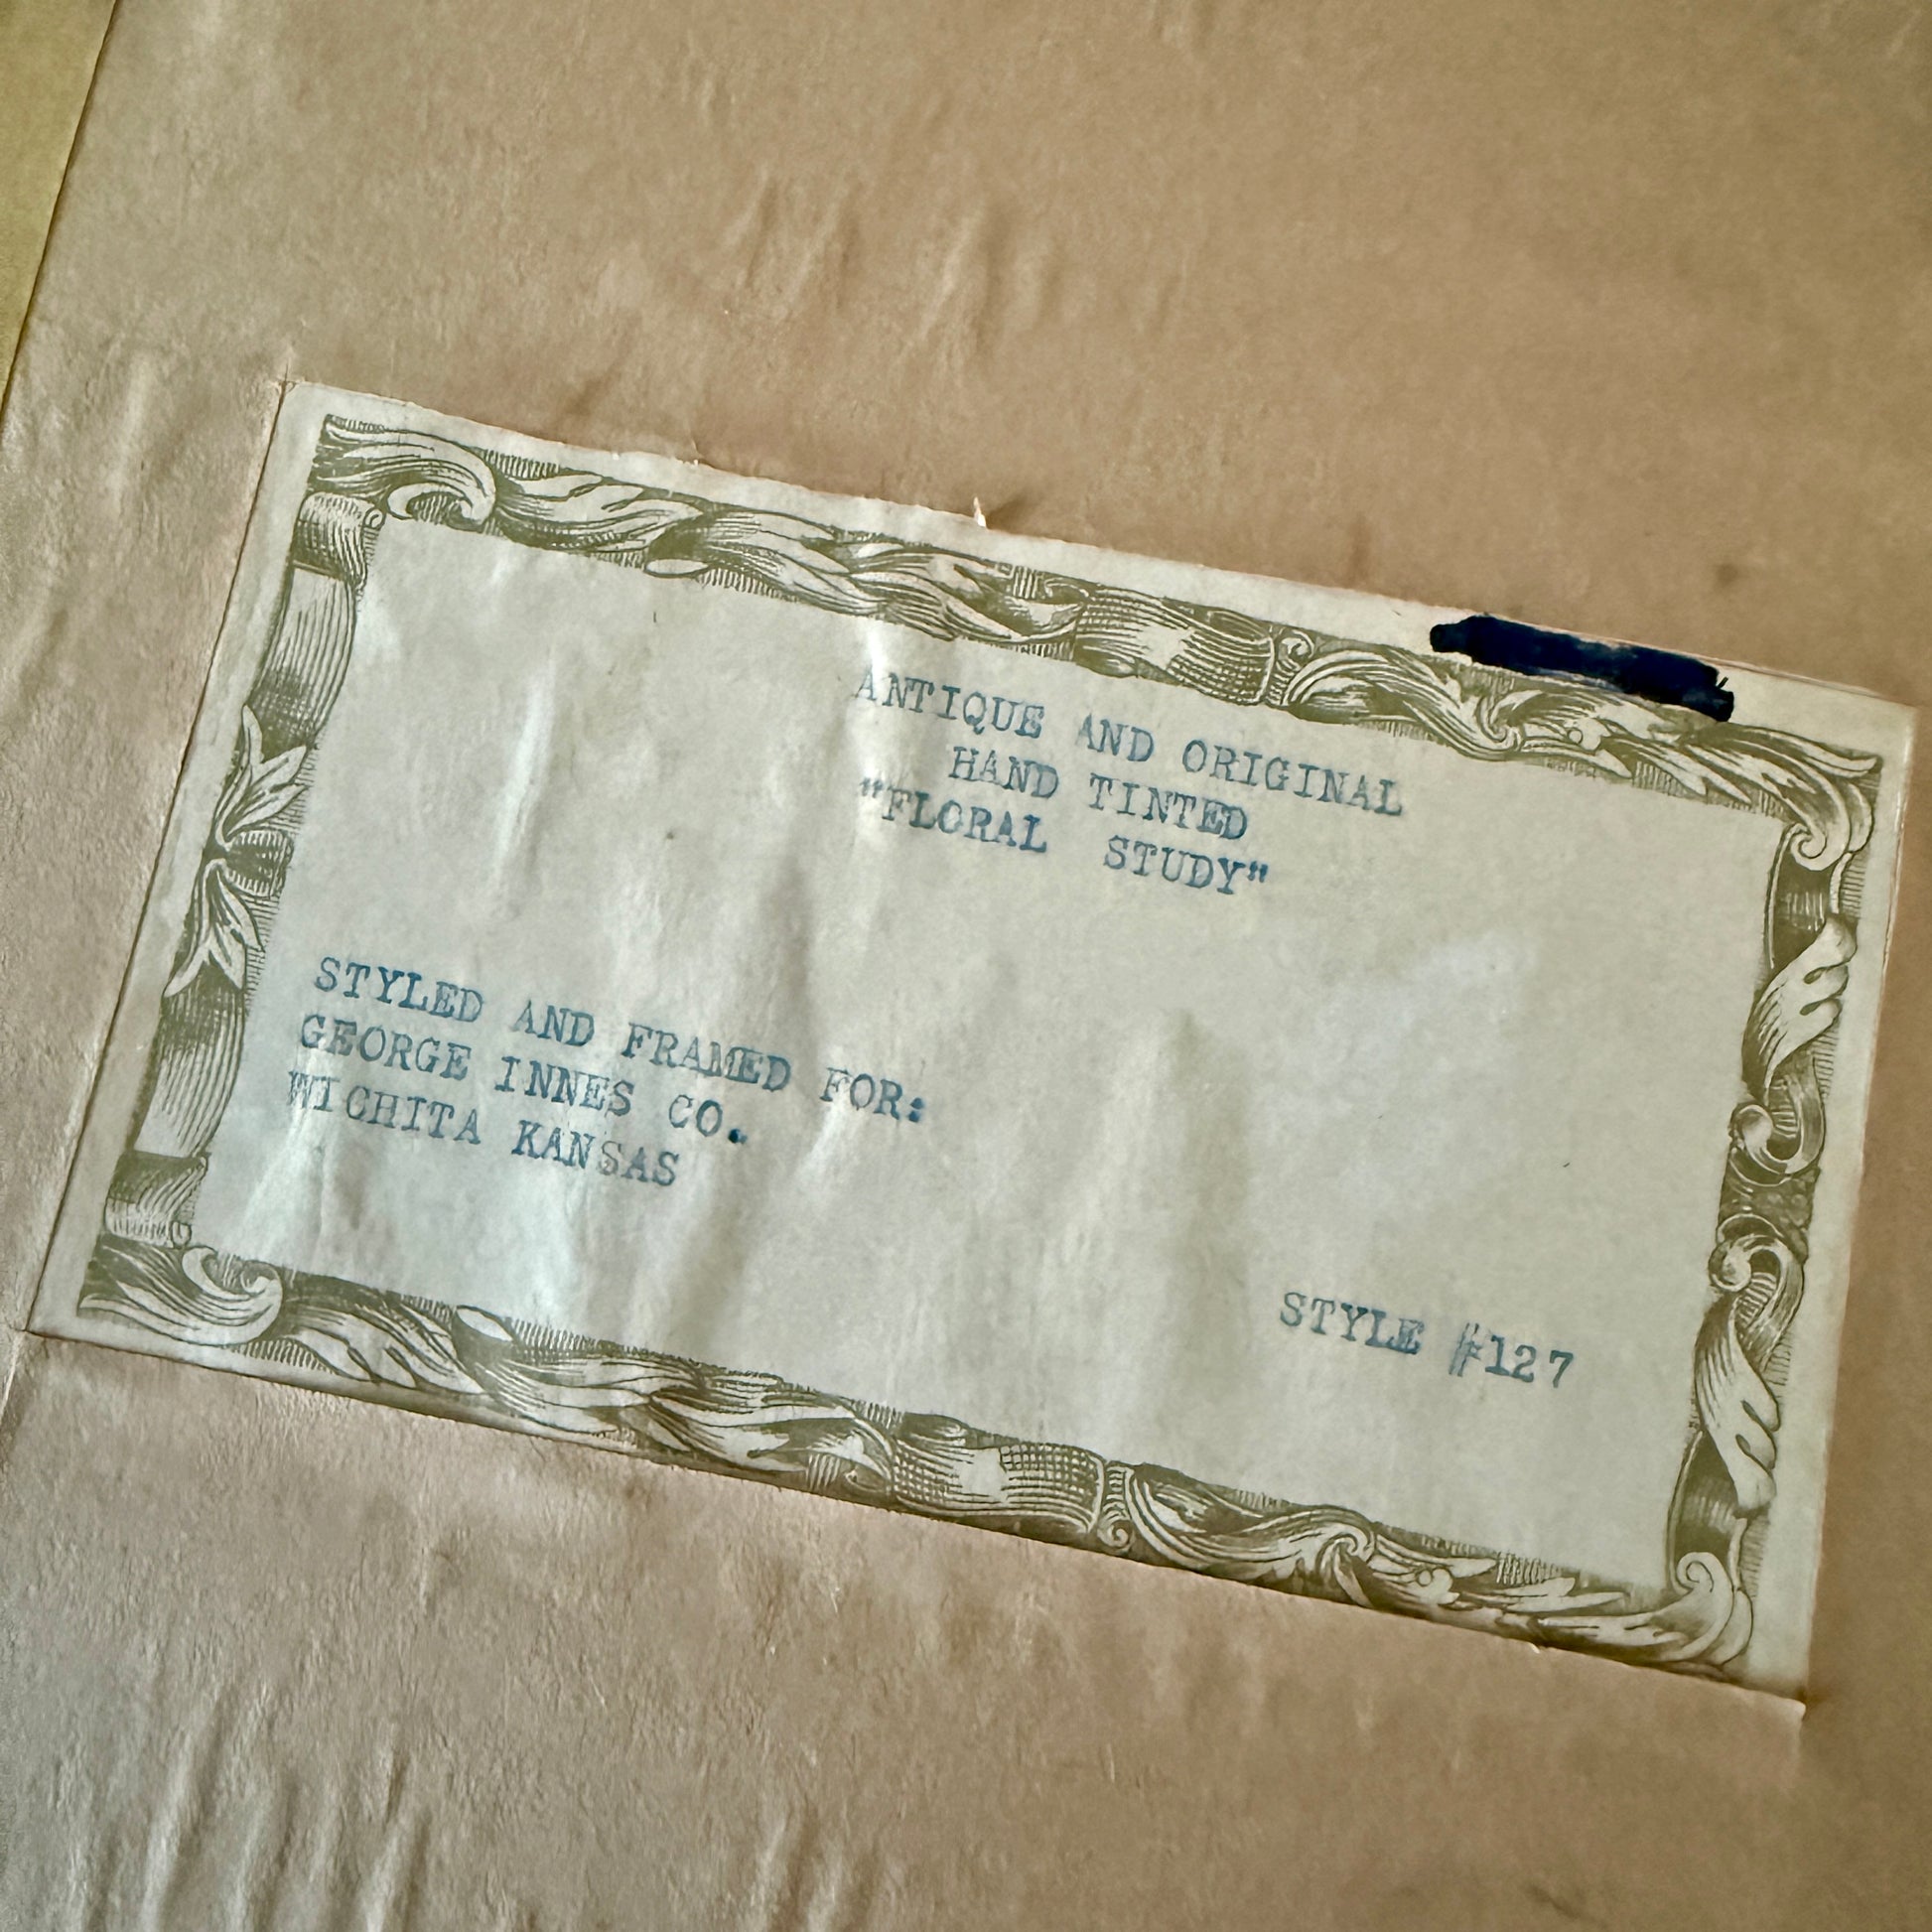 ANTIQUE AND ORIGINAL
HAND TINTED
"FLORAL STUDY"
STYLED AND FRAMED FOR:
GEORGE INNES CO.
WICHITA KANSAS
STYLE #127